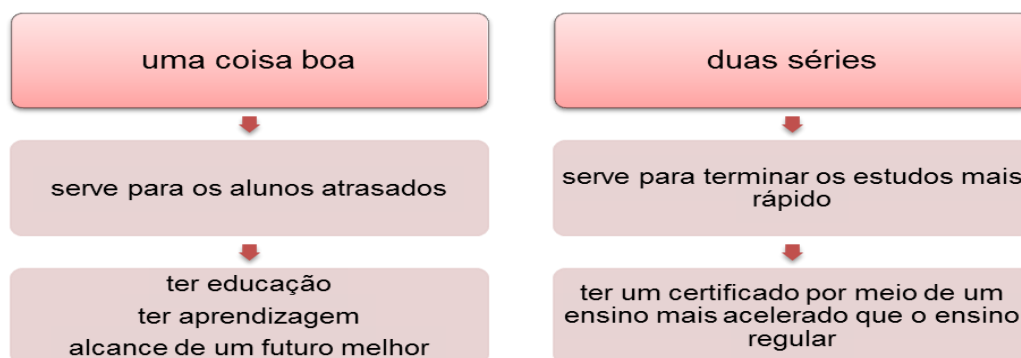 uma coisa boa
serve para os alunos atrasados
ter educação
ter aprendizagem
alcance de um futuro melhor
duas séries
serve para terminar os estudos mais
rápido
ter um certificado por meio de um
ensino mais acelerado que o ensino
regular